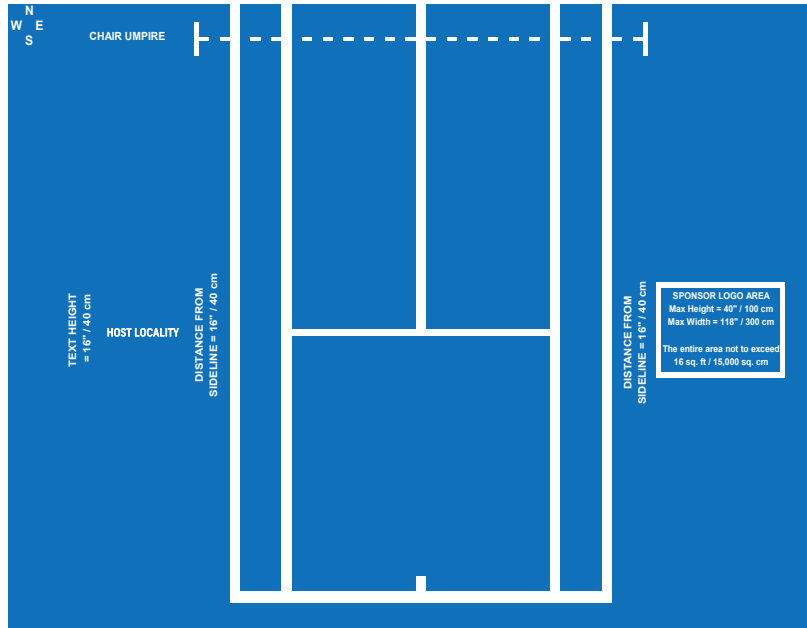 N
W E
S
CHAIR UMPIRE
TEXT HEIGHT
= 16" / 40 cm
HOST LOCALITY
DISTANCE FROM
SIDELINE = 16" / 40 cm
DISTANCE FROM
SIDELINE = 16" / 40 cm
SPONSOR LOGO AREA
Max Height = 40" / 100 cm
Max Width = 118" / 300 cm
The entire area not to exceed
16 sq. ft / 15,000 sq. cm